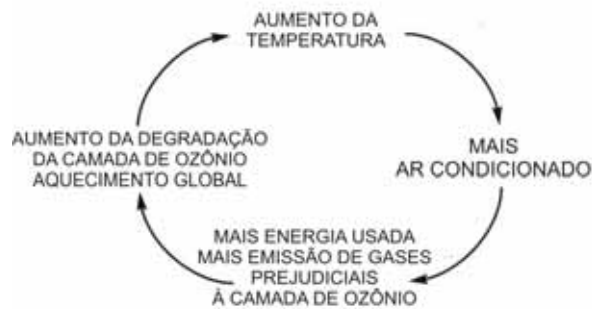 AUMENTO DA
TEMPERATURA
MAIS
AR CONDICIONADO
MAIS ENERGIA USADA
MAIS EMISSÃO DE GASES
PREJUDICIAIS
À CAMADA DE OZÔNIO
AUMENTO DA DEGRADAÇÃO
DA CAMADA DE OZÔNIO
AQUECIMENTO GLOBAL